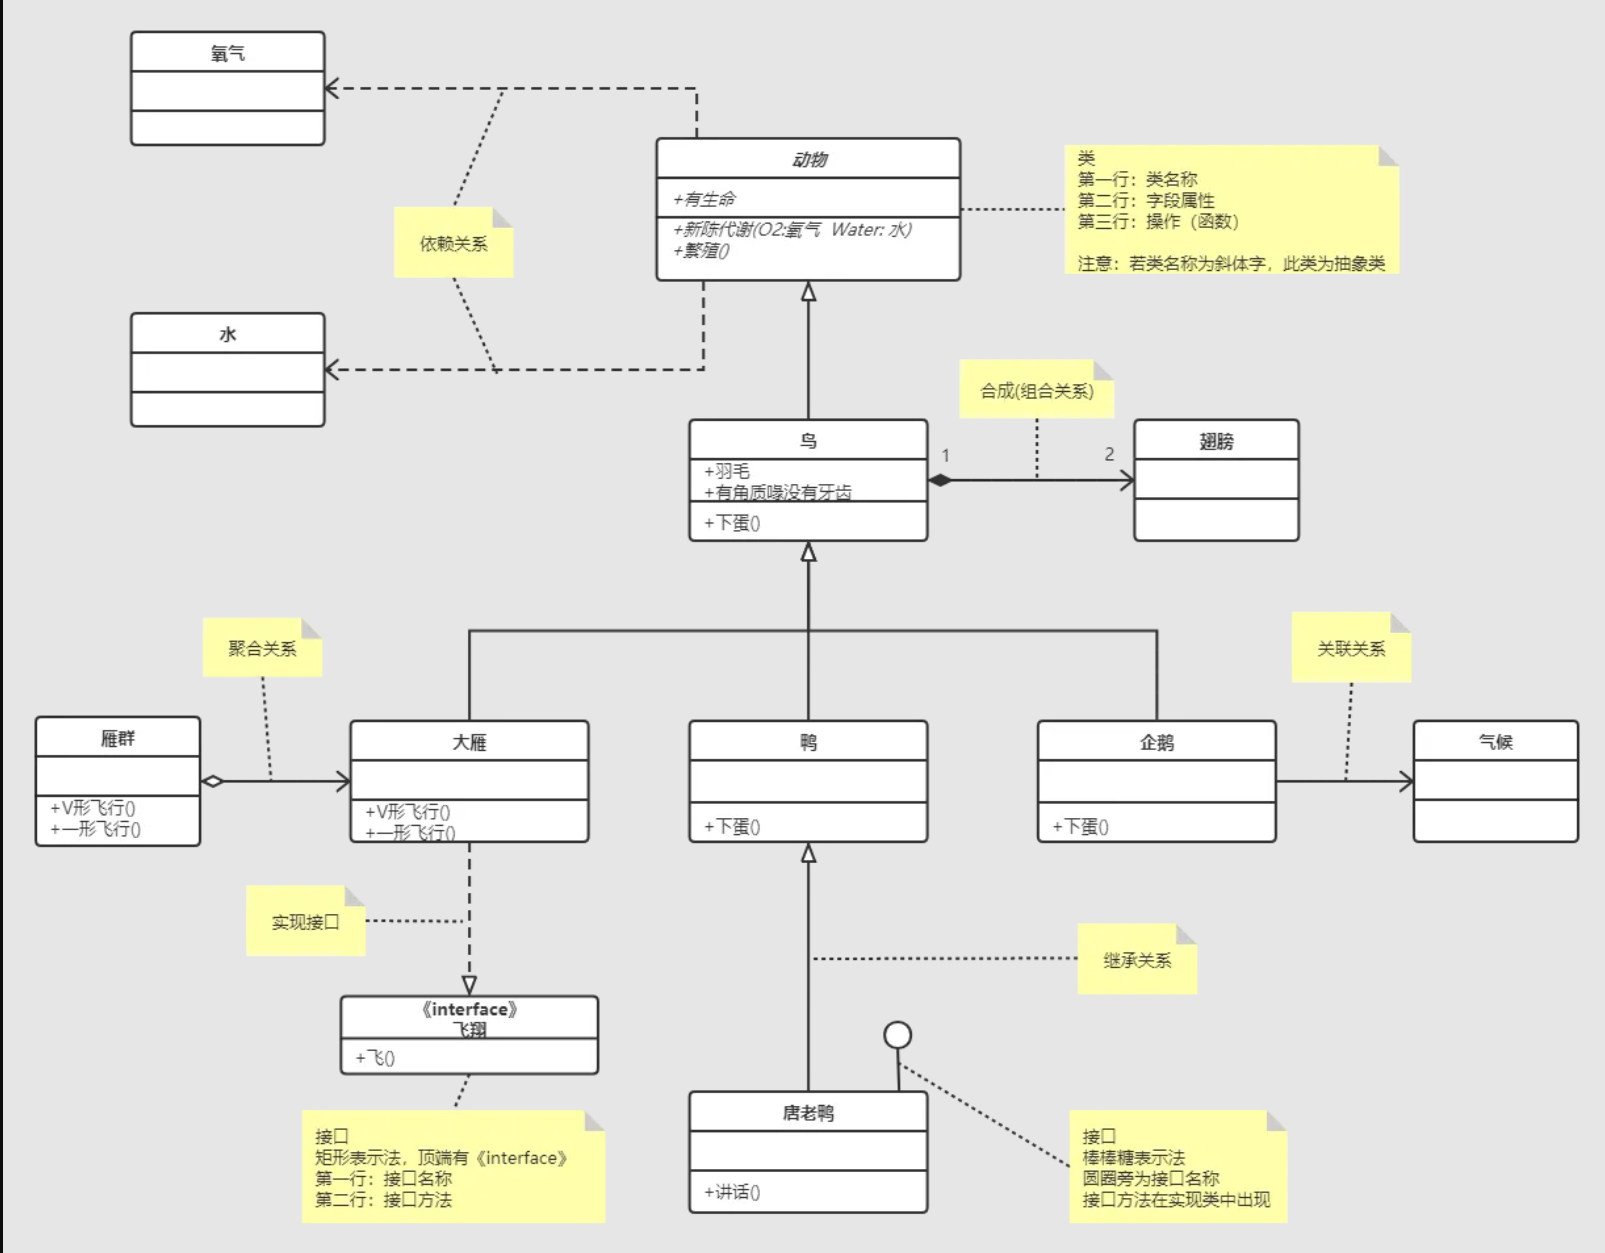 氧气
动物
+有生命
+新陈代谢(O2:氧气  Water: 水)
+繁殖()
类
第一行：类名称
第二行：字段属性
第三行：操作（函数）
注意：若类名称为斜体字，此类为抽象类
依赖关系
水
合成(组合关系)
鸟
+羽毛
+有角质喙没有牙齿
+下蛋()
1
2
翅膀
聚合关系
关联关系
雁群
+V形飞行()
+一形飞行()
大雁
+V形飞行()
+一形飞行()
鸭
+下蛋()
企鹅
+下蛋()
气候
实现接口
继承关系
《interface》
飞翔
+飞()
唐老鸭
+讲话()
接口
矩形表示法，顶端有《interface》
第一行：接口名称
第二行：接口方法
接口
棒棒糖表示法
圆圈旁为接口名称
接口方法在实现类中出现